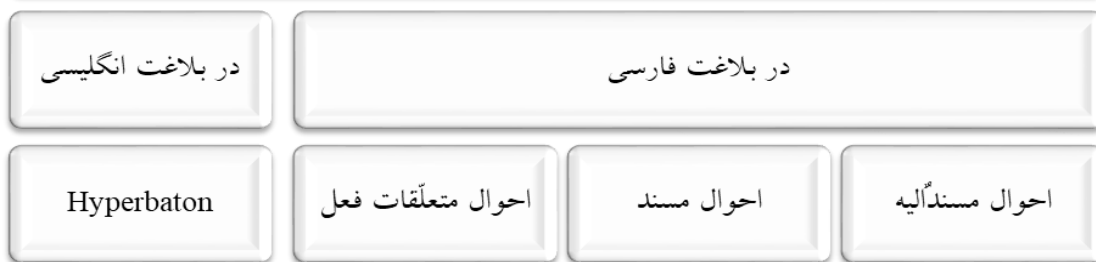 در بلاغت فارسی
در بلاغت انگلیسی
احوال مسندٌالیه
احوال مسند
احوال متعلّقات فعل
Hyperbaton